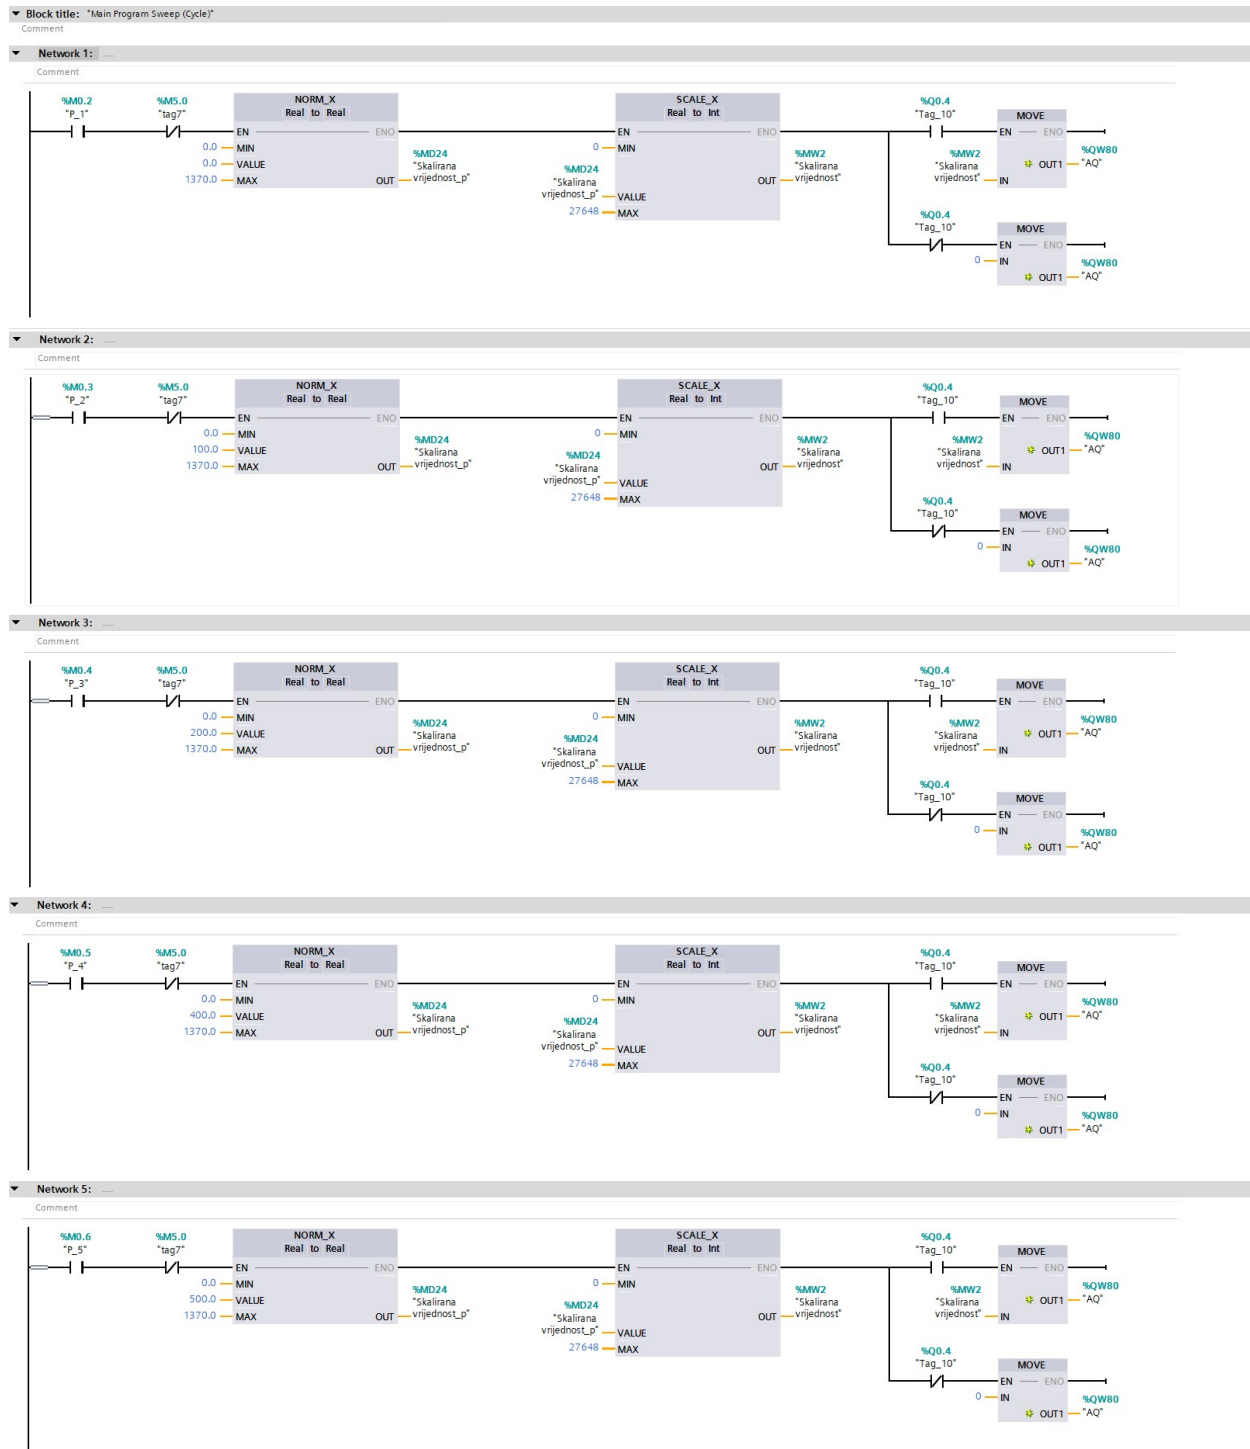 Block title: "Main Program Sweep (Cycle)"
Comment
Network 1: .....
Comment
%M0.2 %M5.0 NORM_X SCALE_X %Q0.4
"P_1" "tag7" Real to Real Real to Int "Tag_10" MOVE
EN ENO EN ENO EN ENO
0.0 MIN 0 MIN
%MD24 %MW2 %MW2 %QW80
0.0 VALUE "Skalirana %MD24 "Skalirana "Skalirana OUT1 "AQ"
1370.0 MAX OUT vrijednost_p" "Skalirana OUT vrijednost" vrijednost" IN
vrijednost_p" VALUE
27648 MAX
%Q0.4
"Tag_10" MOVE
EN ENO
0 IN %QW80
OUT1 "AQ"
Network 2: .....
Comment
%M0.3 %M5.0 NORM_X SCALE_X %Q0.4
"P_2" "tag7" Real to Real Real to Int "Tag_10" MOVE
EN ENO EN ENO EN ENO
0.0 MIN 0 MIN
%MD24 %MW2 %MW2 %QW80
100.0 VALUE "Skalirana %MD24 "Skalirana "Skalirana OUT1 "AQ"
1370.0 MAX OUT vrijednost_p" "Skalirana OUT vrijednost" vrijednost" IN
vrijednost_p" VALUE
27648 MAX
%Q0.4
"Tag_10" MOVE
EN ENO
0 IN %QW80
OUT1 "AQ"
Network 3: .....
Comment
%M0.4 %M5.0 NORM_X SCALE_X %Q0.4
"P_3" "tag7" Real to Real Real to Int "Tag_10" MOVE
EN ENO EN ENO EN ENO
0.0 MIN 0 MIN
%MD24 %MW2 %MW2 %QW80
200.0 VALUE "Skalirana %MD24 "Skalirana "Skalirana OUT1 "AQ"
1370.0 MAX OUT vrijednost_p" "Skalirana OUT vrijednost" vrijednost" IN
vrijednost_p" VALUE
27648 MAX
%Q0.4
"Tag_10" MOVE
EN ENO
0 IN %QW80
OUT1 "AQ"
Network 4: .....
Comment
%M0.5 %M5.0 NORM_X SCALE_X %Q0.4
"P_4" "tag7" Real to Real Real to Int "Tag_10" MOVE
EN ENO EN ENO EN ENO
0.0 MIN 0 MIN
%MD24 %MW2 %MW2 %QW80
400.0 VALUE "Skalirana %MD24 "Skalirana "Skalirana OUT1 "AQ"
1370.0 MAX OUT vrijednost_p" "Skalirana OUT vrijednost" vrijednost" IN
vrijednost_p" VALUE
27648 MAX
%Q0.4
"Tag_10" MOVE
EN ENO
0 IN %QW80
OUT1 "AQ"
Network 5: .....
Comment
%M0.6 %M5.0 NORM_X SCALE_X %Q0.4
"P_5" "tag7" Real to Real Real to Int "Tag_10" MOVE
EN ENO EN ENO EN ENO
0.0 MIN 0 MIN
%MD24 %MW2 %MW2 %QW80
500.0 VALUE "Skalirana %MD24 "Skalirana "Skalirana OUT1 "AQ"
1370.0 MAX OUT vrijednost_p" "Skalirana OUT vrijednost" vrijednost" IN
vrijednost_p" VALUE
27648 MAX
%Q0.4
"Tag_10" MOVE
EN ENO
0 IN %QW80
OUT1 "AQ"